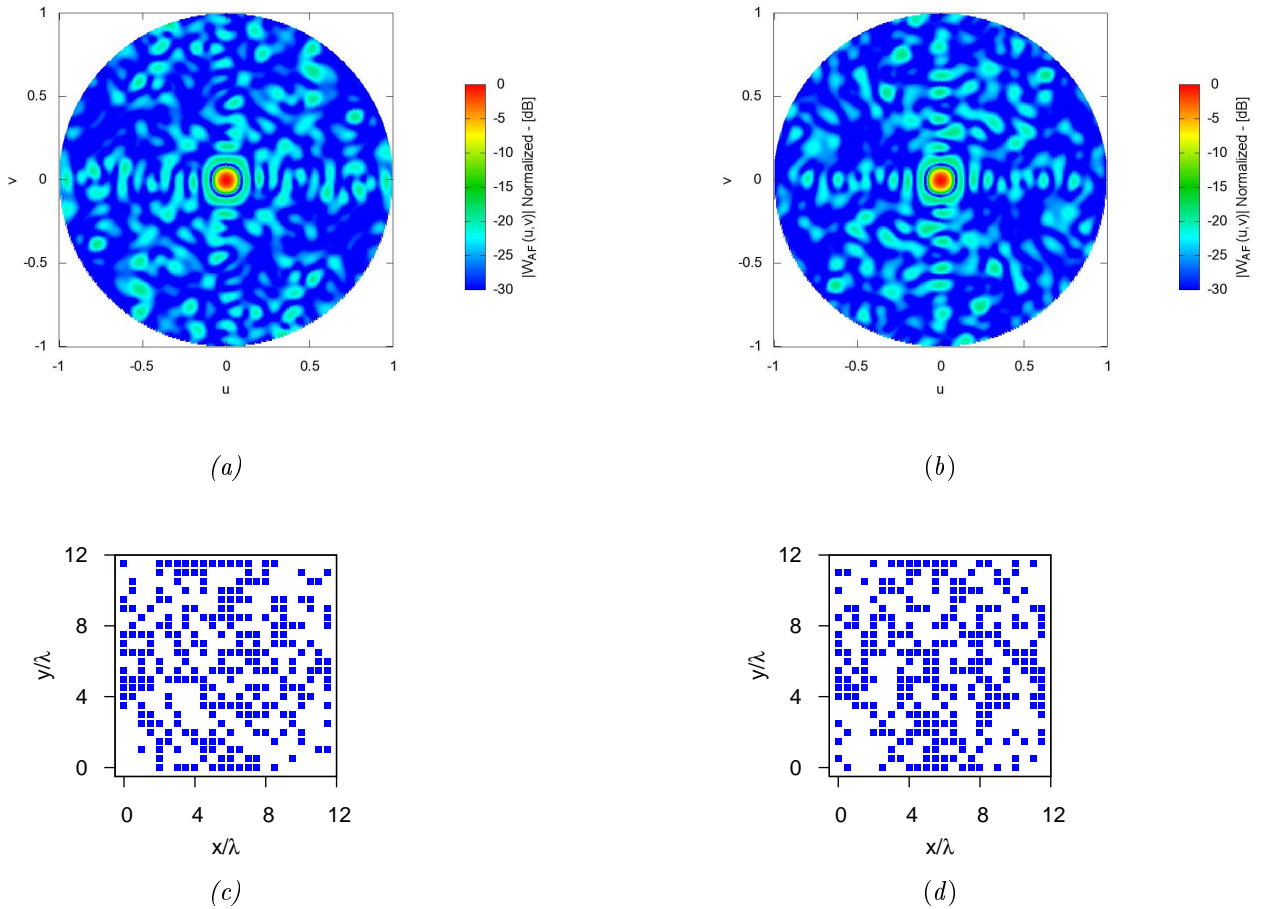 1
0.5
0
-0.5
-1
v
-1 -0.5 0 0.5 1
u
0
-5
-10
-15
-20
-25
-30
|W_AF (u,v)| Normalized - [dB]
(a)
1
0.5
0
-0.5
-1
v
-1 -0.5 0 0.5 1
u
0
-5
-10
-15
-20
-25
-30
|W_AF (u,v)| Normalized - [dB]
(b)
12
8
4
0
y/λ
0 4 8 12
x/λ
(c)
12
8
4
0
y/λ
0 4 8 12
x/λ
(d)